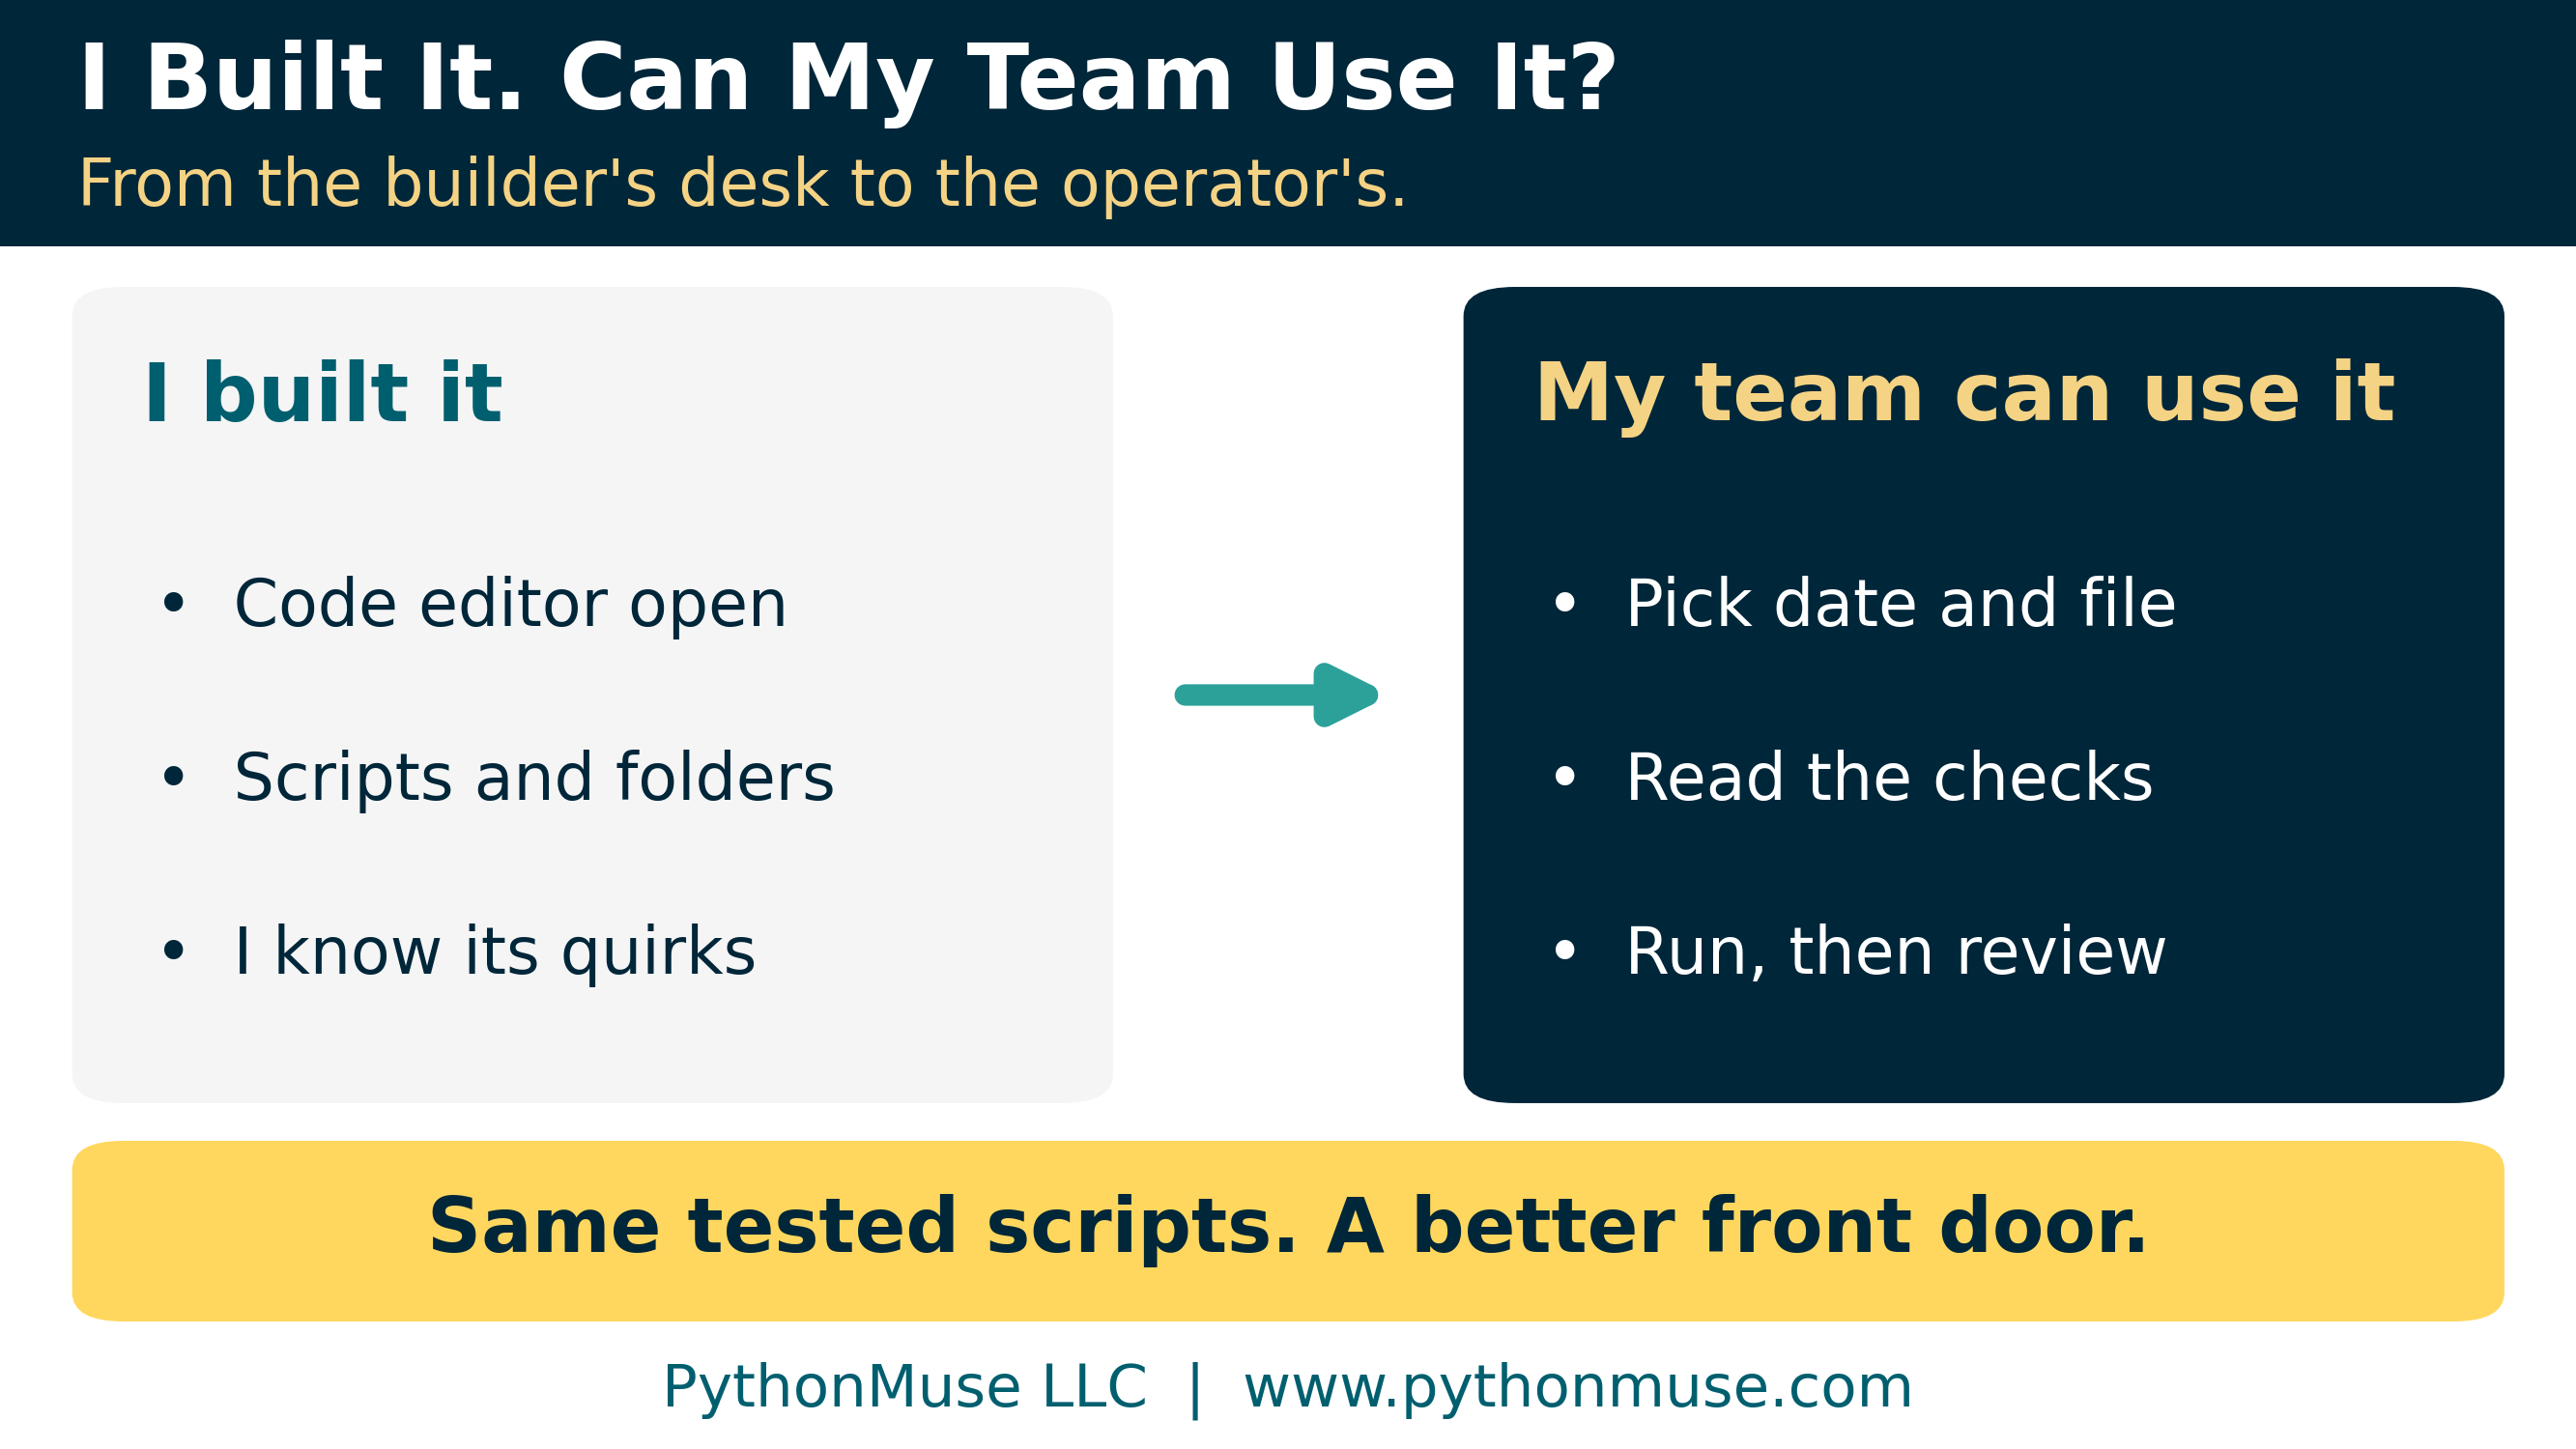 I Built It. Can My Team Use It?
From the builder's desk to the operator's.
I built it
• Code editor open
• Scripts and folders
• I know its quirks
My team can use it
• Pick date and file
• Read the checks
• Run, then review
Same tested scripts. A better front door.
PythonMuse LLC | www.pythonmuse.com